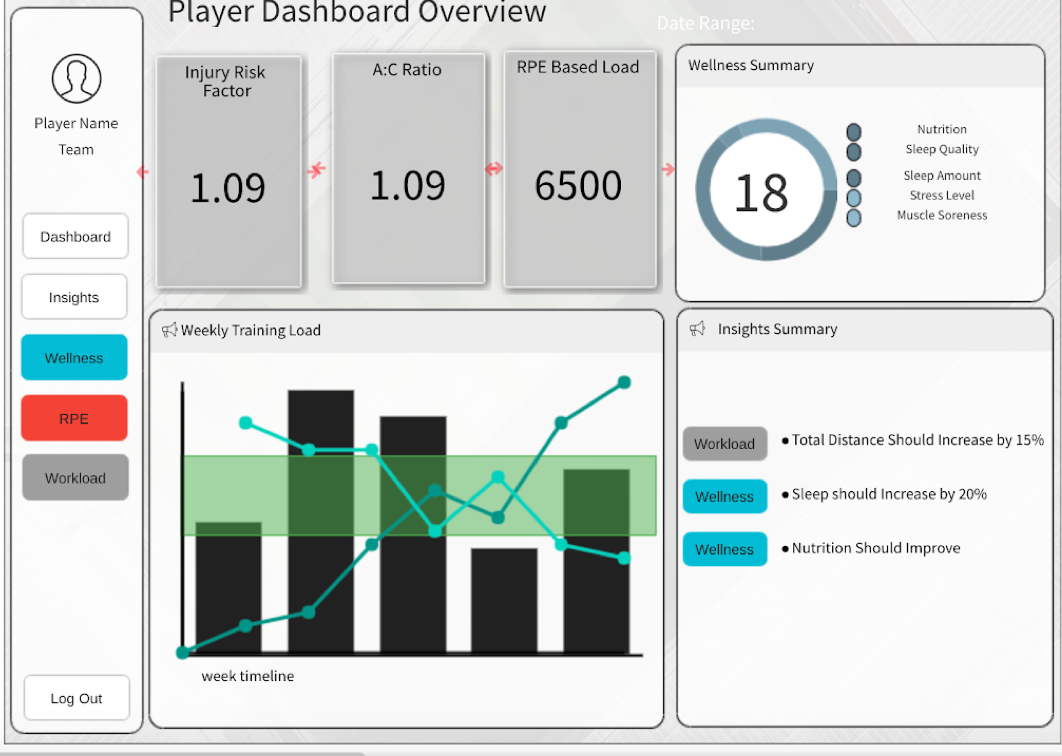 Player Dashboard Overview
Date Range:
Player Name
Team
Dashboard
Insights
Wellness
RPE
Workload
Log Out
Injury Risk
Factor
1.09
A:C Ratio
1.09
RPE Based Load
6500
Wellness Summary
18
Nutrition
Sleep Quality
Sleep Amount
Stress Level
Muscle Soreness
Weekly Training Load
week timeline
Insights Summary
Workload
• Total Distance Should Increase by 15%
Wellness
• Sleep should Increase by 20%
Wellness
• Nutrition Should Improve